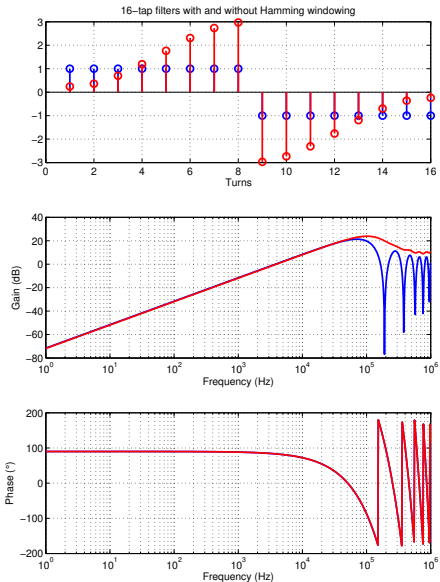 16-tap filters with and without Hamming windowing
3
2
1
0
−1
−2
−3
0 2 4 6 8 10 12 14 16
Turns
40
20
0
−20
−40
−60
−80
Gain (dB)
10^0 10^1 10^2 10^3 10^4 10^5 10^6
Frequency (Hz)
200
100
0
−100
−200
Phase (°)
10^0 10^1 10^2 10^3 10^4 10^5 10^6
Frequency (Hz)